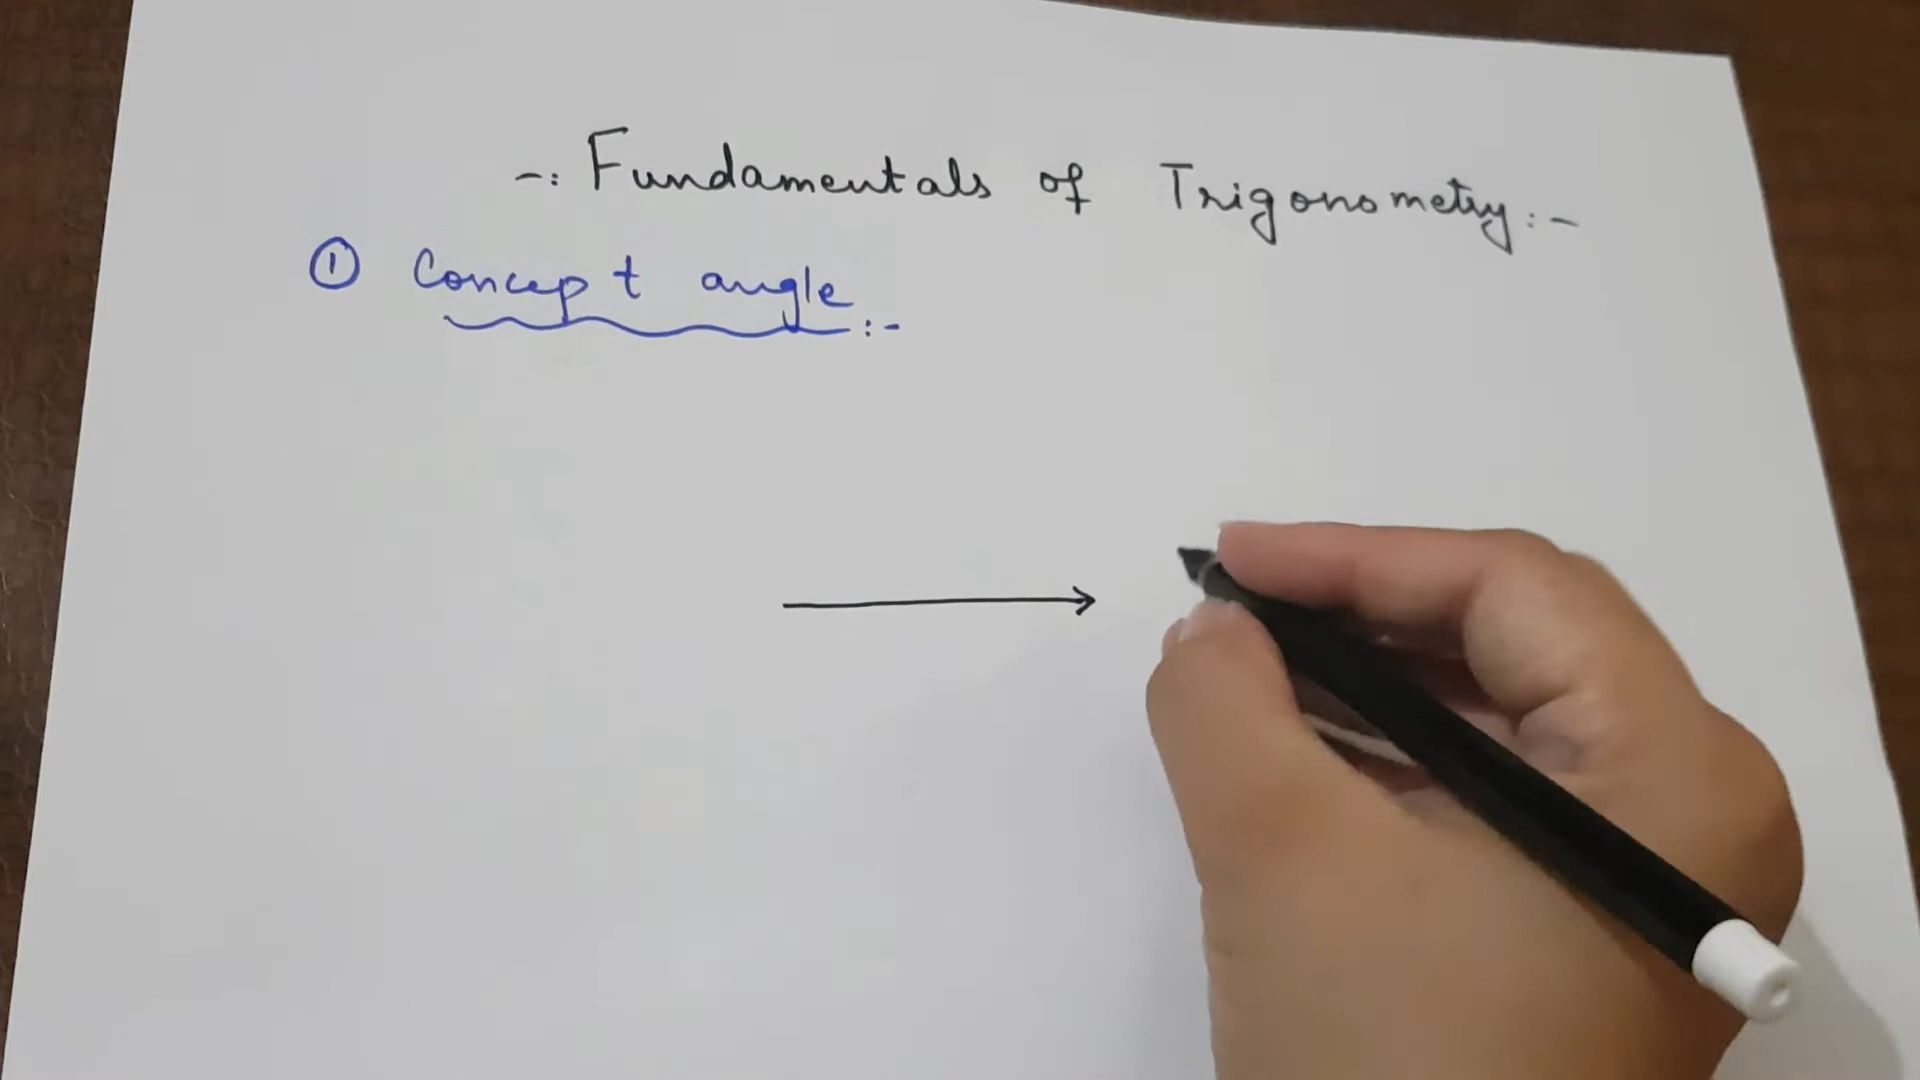 -: Fundamentals of Trigonometry :-
① Concept angle :-